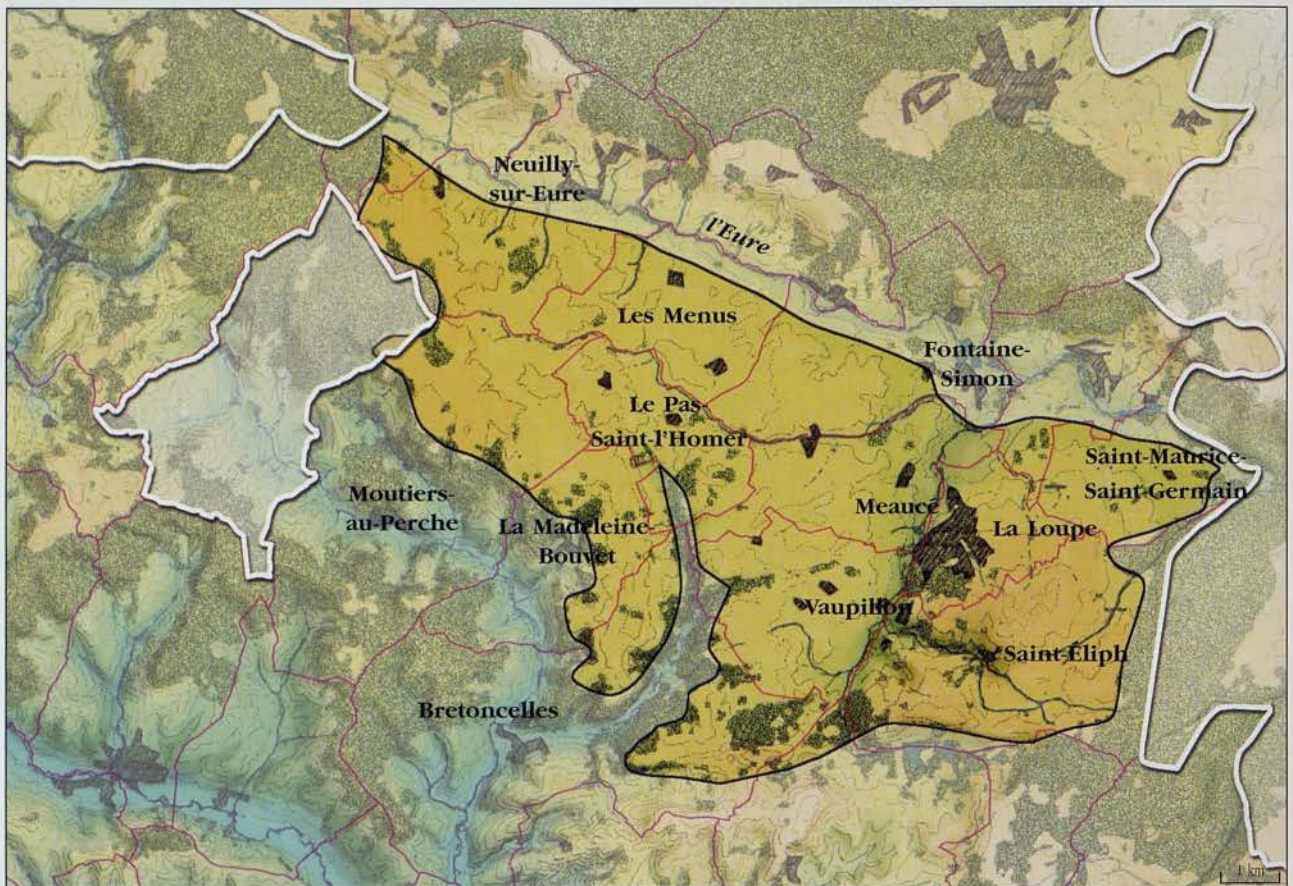 Neuilly-
sur-Eure
l'Eure
Les Menus
Fontaine-
Simon
Le Pas-
Saint-l'Homer
Saint-Maurice-
Saint-Germain
Moutiers-
au-Perche
Meaucé
La Madeleine-
Bouvet
La Loupe
Vaupillon
Saint-Éliph
Bretoncelles
1 km